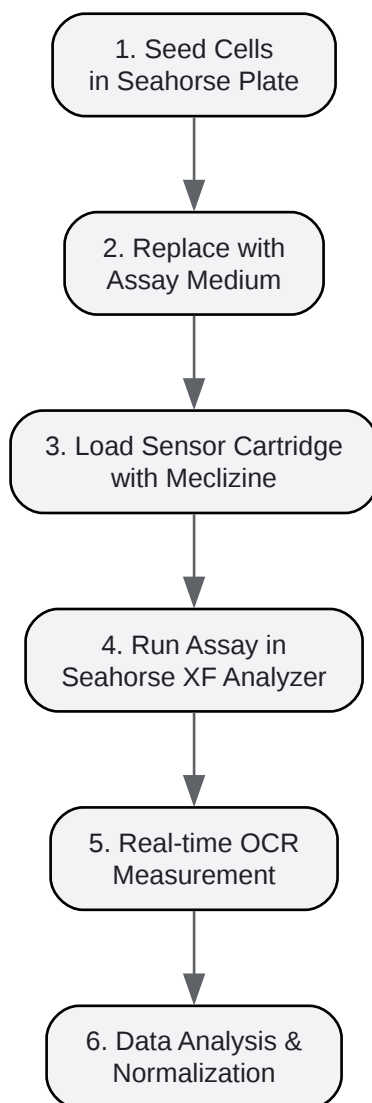 1. Seed Cells
in Seahorse Plate
2. Replace with
Assay Medium
3. Load Sensor Cartridge
with Meclizine
4. Run Assay in
Seahorse XF Analyzer
5. Real-time OCR
Measurement
6. Data Analysis &
Normalization